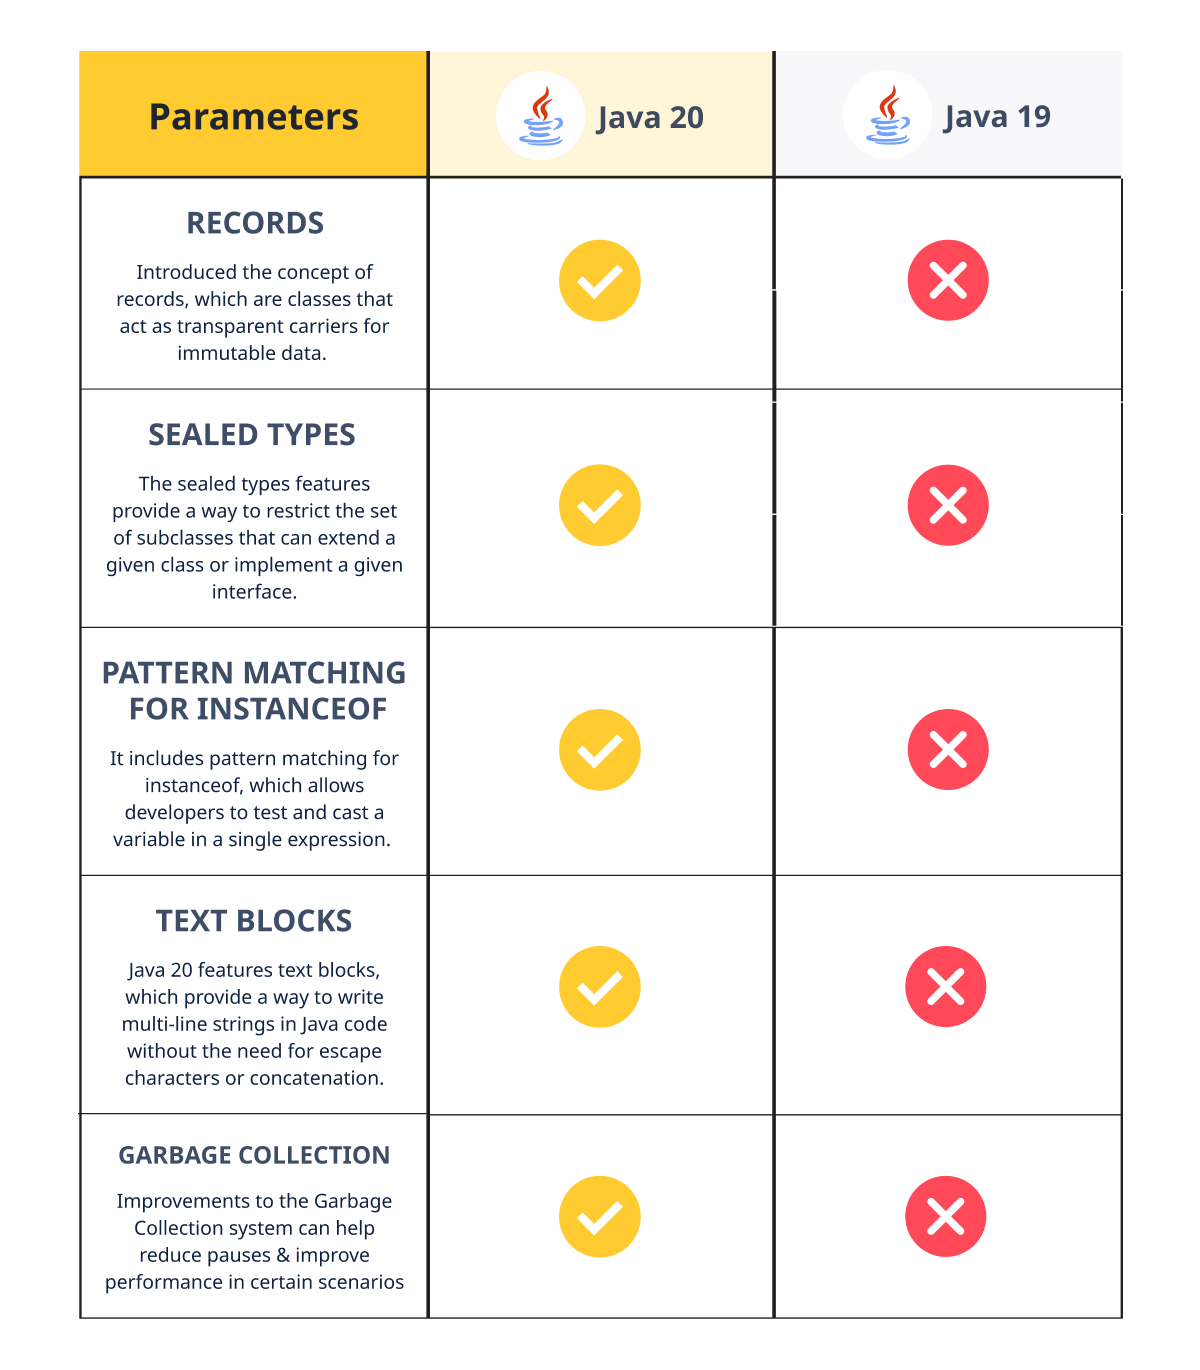 Parameters
Java 20
Java 19
RECORDS
Introduced the concept of
records, which are classes that
act as transparent carriers for
immutable data.
SEALED TYPES
The sealed types features
provide a way to restrict the set
of subclasses that can extend a
given class or implement a given
interface.
PATTERN MATCHING
FOR INSTANCEOF
It includes pattern matching for
instanceof, which allows
developers to test and cast a
variable in a single expression.
TEXT BLOCKS
Java 20 features text blocks,
which provide a way to write
multi-line strings in Java code
without the need for escape
characters or concatenation.
GARBAGE COLLECTION
Improvements to the Garbage
Collection system can help
reduce pauses & improve
performance in certain scenarios